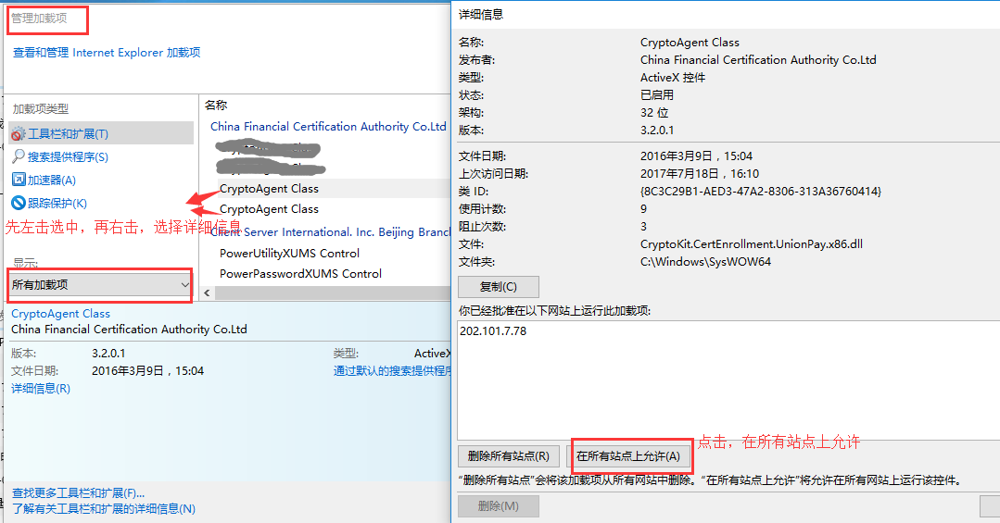 管理加载项
查看和管理 Internet Explorer 加载项
加载项类型
工具栏和扩展(T)
搜索提供程序(S)
加速器(A)
跟踪保护(K)
先左击选中，再右击，选择详细信息
显示:
所有加载项
名称
China Financial Certification Authority Co.Ltd
CryptoAgent Class
CryptoAgent Class
Client Server International. Inc. Beijing Branch
PowerUtilityXUMS Control
PowerPasswordXUMS Control
CryptoAgent Class
China Financial Certification Authority Co.Ltd
版本: 3.2.0.1 类型: ActiveX
文件日期: 2016年3月9日，15:04 通过默认的搜索提供程序
详细信息(R)
查找更多工具栏和扩展(F)...
了解有关工具栏和扩展的详细信息(N)
详细信息
名称: CryptoAgent Class
发布者: China Financial Certification Authority Co.Ltd
类型: ActiveX 控件
状态: 已启用
架构: 32 位
版本: 3.2.0.1
文件日期: 2016年3月9日，15:04
上次访问日期: 2017年7月18日，16:10
类 ID: {8C3C29B1-AED3-47A2-8306-313A36760414}
使用计数: 9
阻止次数: 3
文件: CryptoKit.CertEnrollment.UnionPay.x86.dll
文件夹: C:\Windows\SysWOW64
复制(C)
你已经批准在以下网站上运行此加载项:
202.101.7.78
点击，在所有站点上允许
删除所有站点(R) 在所有站点上允许(A)
“删除所有站点”会将该加载项从所有网站中删除。“在所有站点上允许”将允许在所有网站上运行该控件。
删除(M)